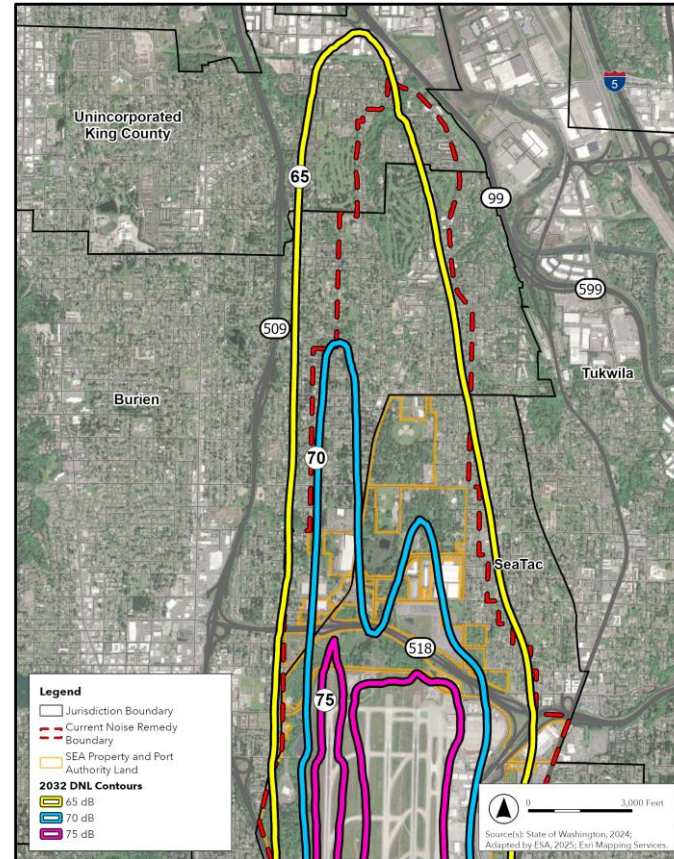 5
Unincorporated
King County
65
99
599
509
Tukwila
Burien
70
SeaTac
518
75
Legend
Jurisdiction Boundary
Current Noise Remedy
Boundary
SEA Property and Port
Authority Land
2032 DNL Contours
65 dB
70 dB
75 dB
0 3,000 Feet
Source(s): State of Washington, 2024;
Adapted by ESA, 2025; Esri Mapping Services.